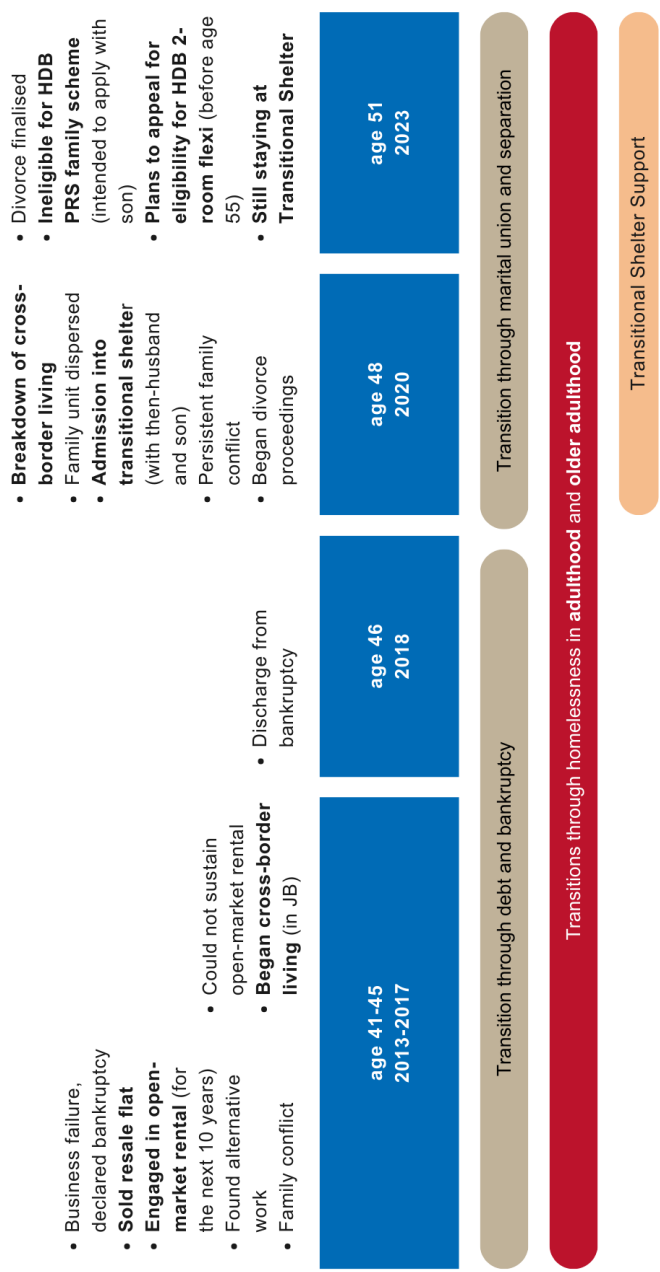 • Business failure,
declared bankruptcy
• Sold resale flat
• Engaged in open-
market rental (for
the next 10 years)
• Found alternative
work
• Family conflict
• Could not sustain
open-market rental
• Began cross-border
living (in JB)
• Discharge from
bankruptcy
• Breakdown of cross-
border living
• Family unit dispersed
• Admission into
transitional shelter
(with then-husband
and son)
• Persistent family
conflict
• Began divorce
proceedings
• Divorce finalised
• Ineligible for HDB
PRS family scheme
(intended to apply with
son)
• Plans to appeal for
eligibility for HDB 2-
room flexi (before age
55)
• Still staying at
Transitional Shelter
age 41-45
2013-2017
age 46
2018
age 48
2020
age 51
2023
Transition through debt and bankruptcy
Transition through marital union and separation
Transitions through homelessness in adulthood and older adulthood
Transitional Shelter Support